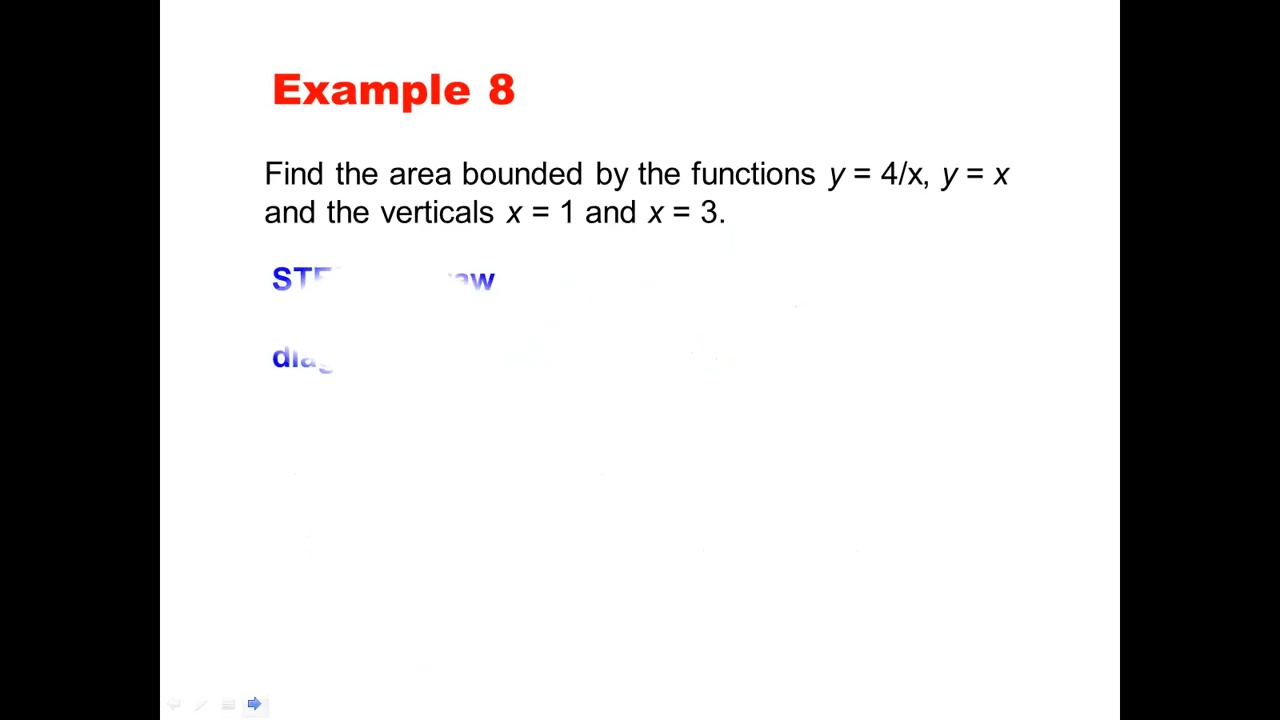 Example 8
Find the area bounded by the functions y = 4/x, y = x
and the verticals x = 1 and x = 3.